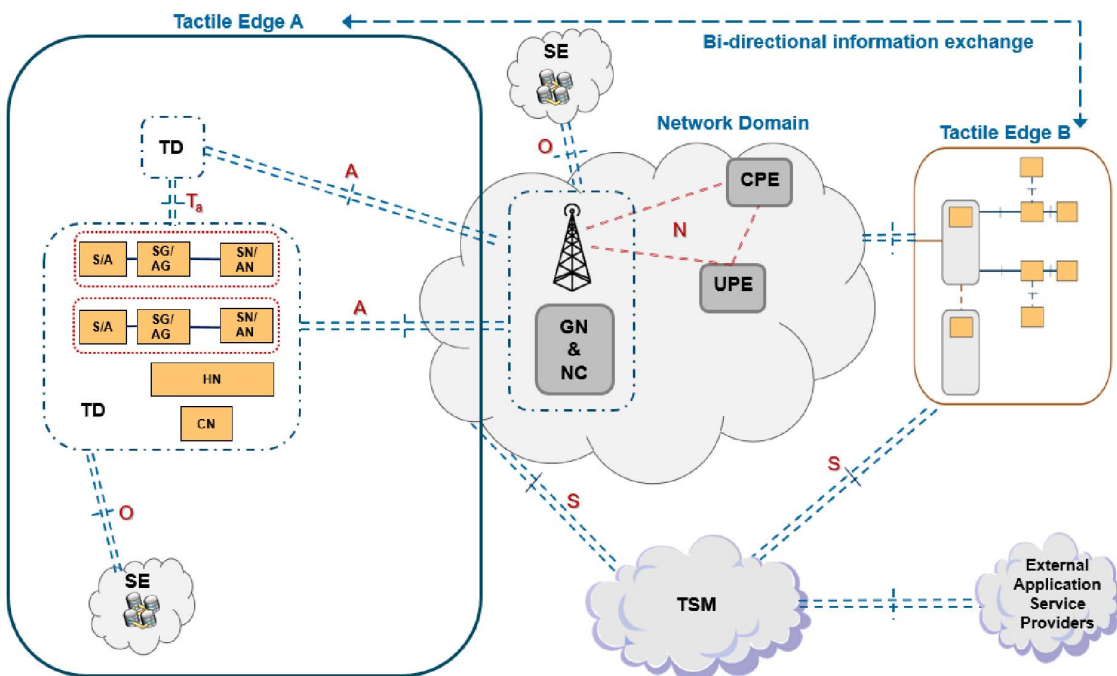 Tactile Edge A
Bi-directional information exchange
SE
O
Network Domain
Tactile Edge B
TD
A
Ta
CPE
N
UPE
S/A
SG/
AG
SN/
AN
S/A
SG/
AG
SN/
AN
A
GN
&
NC
HN
TD
CN
O
SE
S
S
TSM
External
Application
Service
Providers